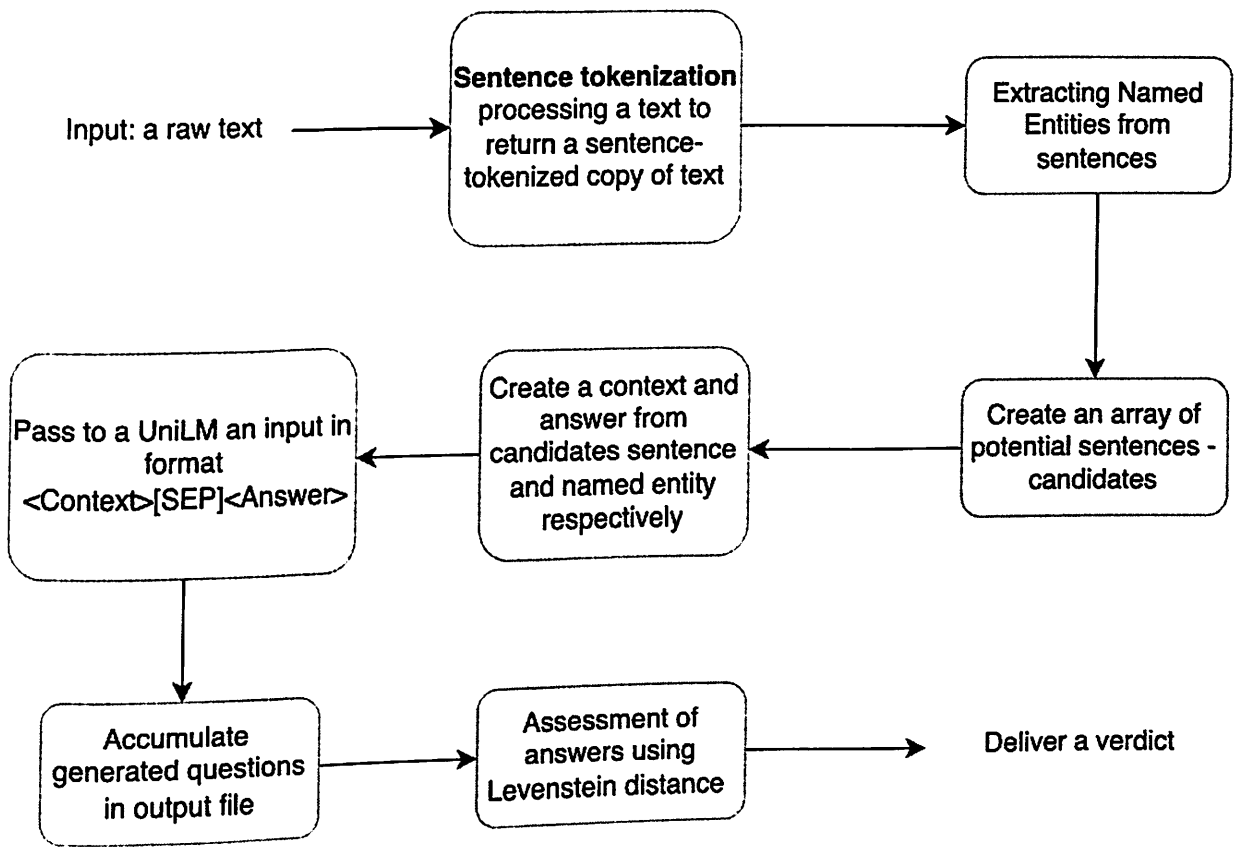 Input: a raw text
Sentence tokenization
processing a text to
return a sentence-
tokenized copy of text
Extracting Named
Entities from
sentences
Create an array of
potential sentences -
candidates
Create a context and
answer from
candidates sentence
and named entity
respectively
Pass to a UniLM an input in
format
<Context>[SEP]<Answer>
Accumulate
generated questions
in output file
Assessment of
answers using
Levenstein distance
Deliver a verdict